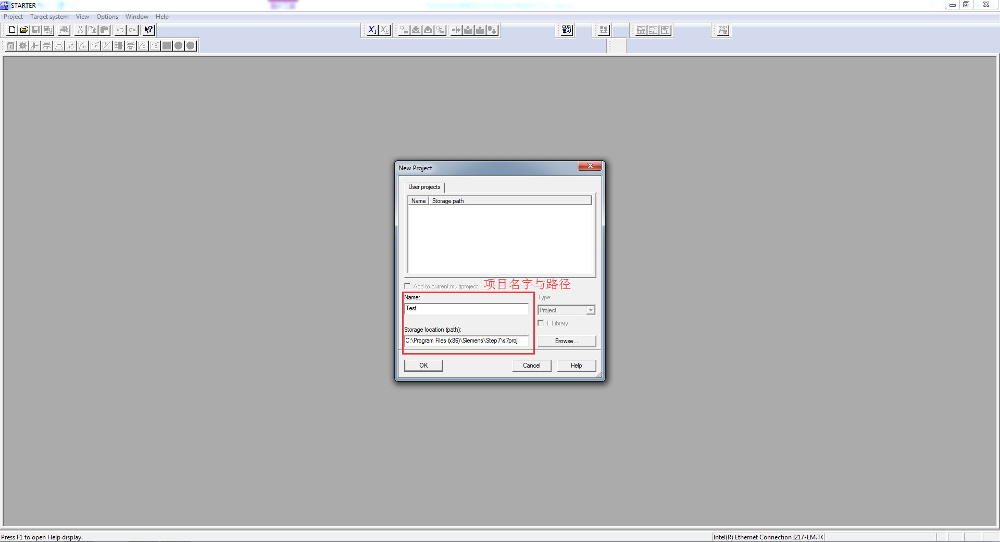 STARTER
Project Target system View Options Window Help
New Project
User projects
Name Storage path
Add to current multiproject 项目名字与路径
Name: Type:
Test Project
F Library
Storage location (path):
C:\Program Files (x86)\Siemens\Step7\s7proj Browse...
OK Cancel Help
Press F1 to open Help display. Intel(R) Ethernet Connection I217-LM.TC